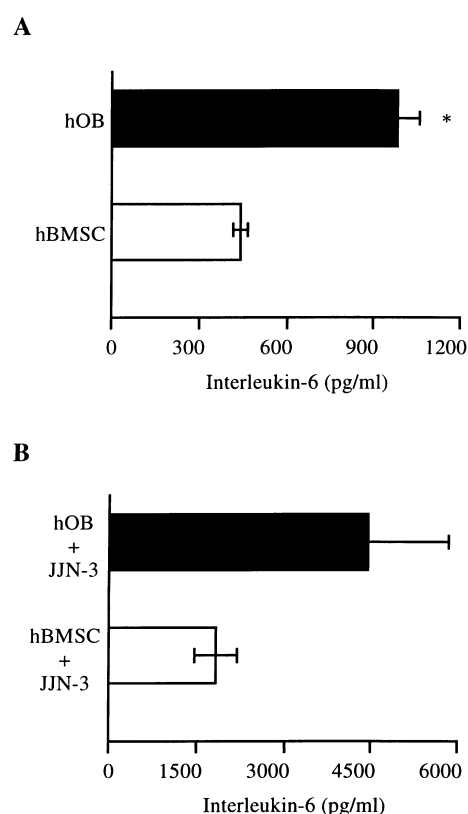 A
hOB
*
hBMSC
0 300 600 900 1200
Interleukin-6 (pg/ml)
B
hOB
+
JJN-3
hBMSC
+
JJN-3
0 1500 3000 4500 6000
Interleukin-6 (pg/ml)